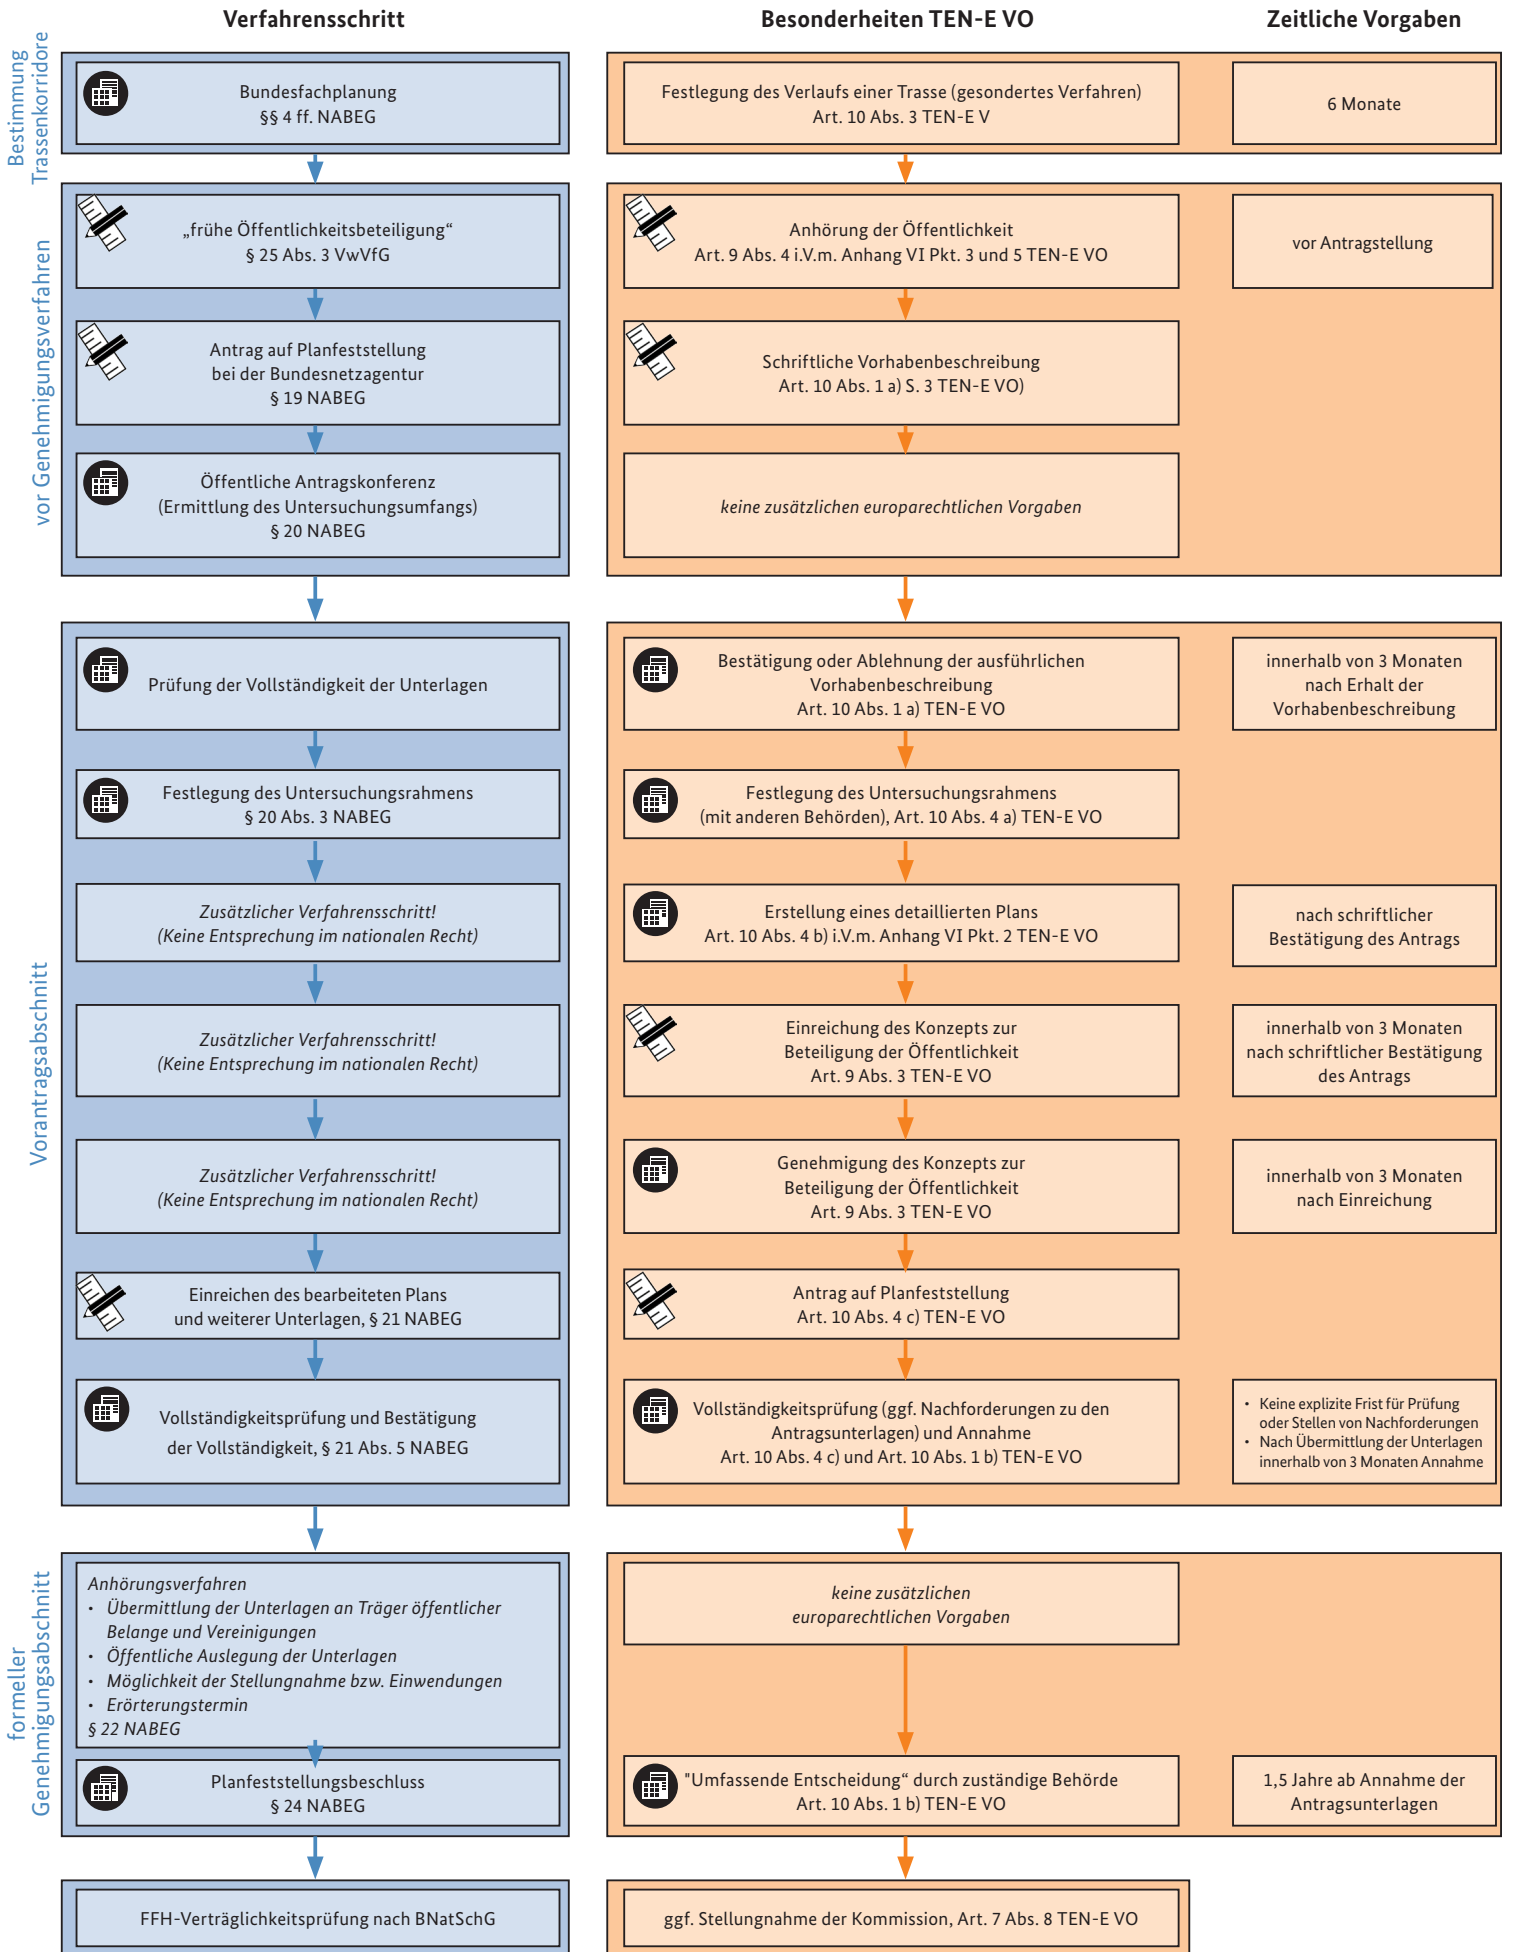 Verfahrensschritt
Besonderheiten TEN-E VO
Zeitliche Vorgaben
Bestimmung
Trassenkorridore
Bundesfachplanung
§§ 4 ff. NABEG
Festlegung des Verlaufs einer Trasse (gesondertes Verfahren)
Art. 10 Abs. 3 TEN-E V
6 Monate
vor Genehmigungsverfahren
„frühe Öffentlichkeitsbeteiligung“
§ 25 Abs. 3 VwVfG
Anhörung der Öffentlichkeit
Art. 9 Abs. 4 i.V.m. Anhang VI Pkt. 3 und 5 TEN-E VO
vor Antragstellung
Antrag auf Planfeststellung
bei der Bundesnetzagentur
§ 19 NABEG
Schriftliche Vorhabenbeschreibung
Art. 10 Abs. 1 a) S. 3 TEN-E VO)
Öffentliche Antragskonferenz
(Ermittlung des Untersuchungsumfangs)
§ 20 NABEG
keine zusätzlichen europarechtlichen Vorgaben
Vorantragsabschnitt
Prüfung der Vollständigkeit der Unterlagen
Bestätigung oder Ablehnung der ausführlichen
Vorhabenbeschreibung
Art. 10 Abs. 1 a) TEN-E VO
innerhalb von 3 Monaten
nach Erhalt der
Vorhabenbeschreibung
Festlegung des Untersuchungsrahmens
§ 20 Abs. 3 NABEG
Festlegung des Untersuchungsrahmens
(mit anderen Behörden), Art. 10 Abs. 4 a) TEN-E VO
Zusätzlicher Verfahrensschritt!
(Keine Entsprechung im nationalen Recht)
Erstellung eines detaillierten Plans
Art. 10 Abs. 4 b) i.V.m. Anhang VI Pkt. 2 TEN-E VO
nach schriftlicher
Bestätigung des Antrags
Zusätzlicher Verfahrensschritt!
(Keine Entsprechung im nationalen Recht)
Einreichung des Konzepts zur
Beteiligung der Öffentlichkeit
Art. 9 Abs. 3 TEN-E VO
innerhalb von 3 Monaten
nach schriftlicher Bestätigung
des Antrags
Zusätzlicher Verfahrensschritt!
(Keine Entsprechung im nationalen Recht)
Genehmigung des Konzepts zur
Beteiligung der Öffentlichkeit
Art. 9 Abs. 3 TEN-E VO
innerhalb von 3 Monaten
nach Einreichung
Einreichen des bearbeiteten Plans
und weiterer Unterlagen, § 21 NABEG
Antrag auf Planfeststellung
Art. 10 Abs. 4 c) TEN-E VO
Vollständigkeitsprüfung und Bestätigung
der Vollständigkeit, § 21 Abs. 5 NABEG
Vollständigkeitsprüfung (ggf. Nachforderungen zu den
Antragsunterlagen) und Annahme
Art. 10 Abs. 4 c) und Art. 10 Abs. 1 b) TEN-E VO
• Keine explizite Frist für Prüfung
oder Stellen von Nachforderungen
• Nach Übermittlung der Unterlagen
innerhalb von 3 Monaten Annahme
formeller
Genehmigungsabschnitt
Anhörungsverfahren
• Übermittlung der Unterlagen an Träger öffentlicher
Belange und Vereinigungen
• Öffentliche Auslegung der Unterlagen
• Möglichkeit der Stellungnahme bzw. Einwendungen
• Erörterungstermin
§ 22 NABEG
keine zusätzlichen
europarechtlichen Vorgaben
Planfeststellungsbeschluss
§ 24 NABEG
"Umfassende Entscheidung“ durch zuständige Behörde
Art. 10 Abs. 1 b) TEN-E VO
1,5 Jahre ab Annahme der
Antragsunterlagen
FFH-Verträglichkeitsprüfung nach BNatSchG
ggf. Stellungnahme der Kommission, Art. 7 Abs. 8 TEN-E VO